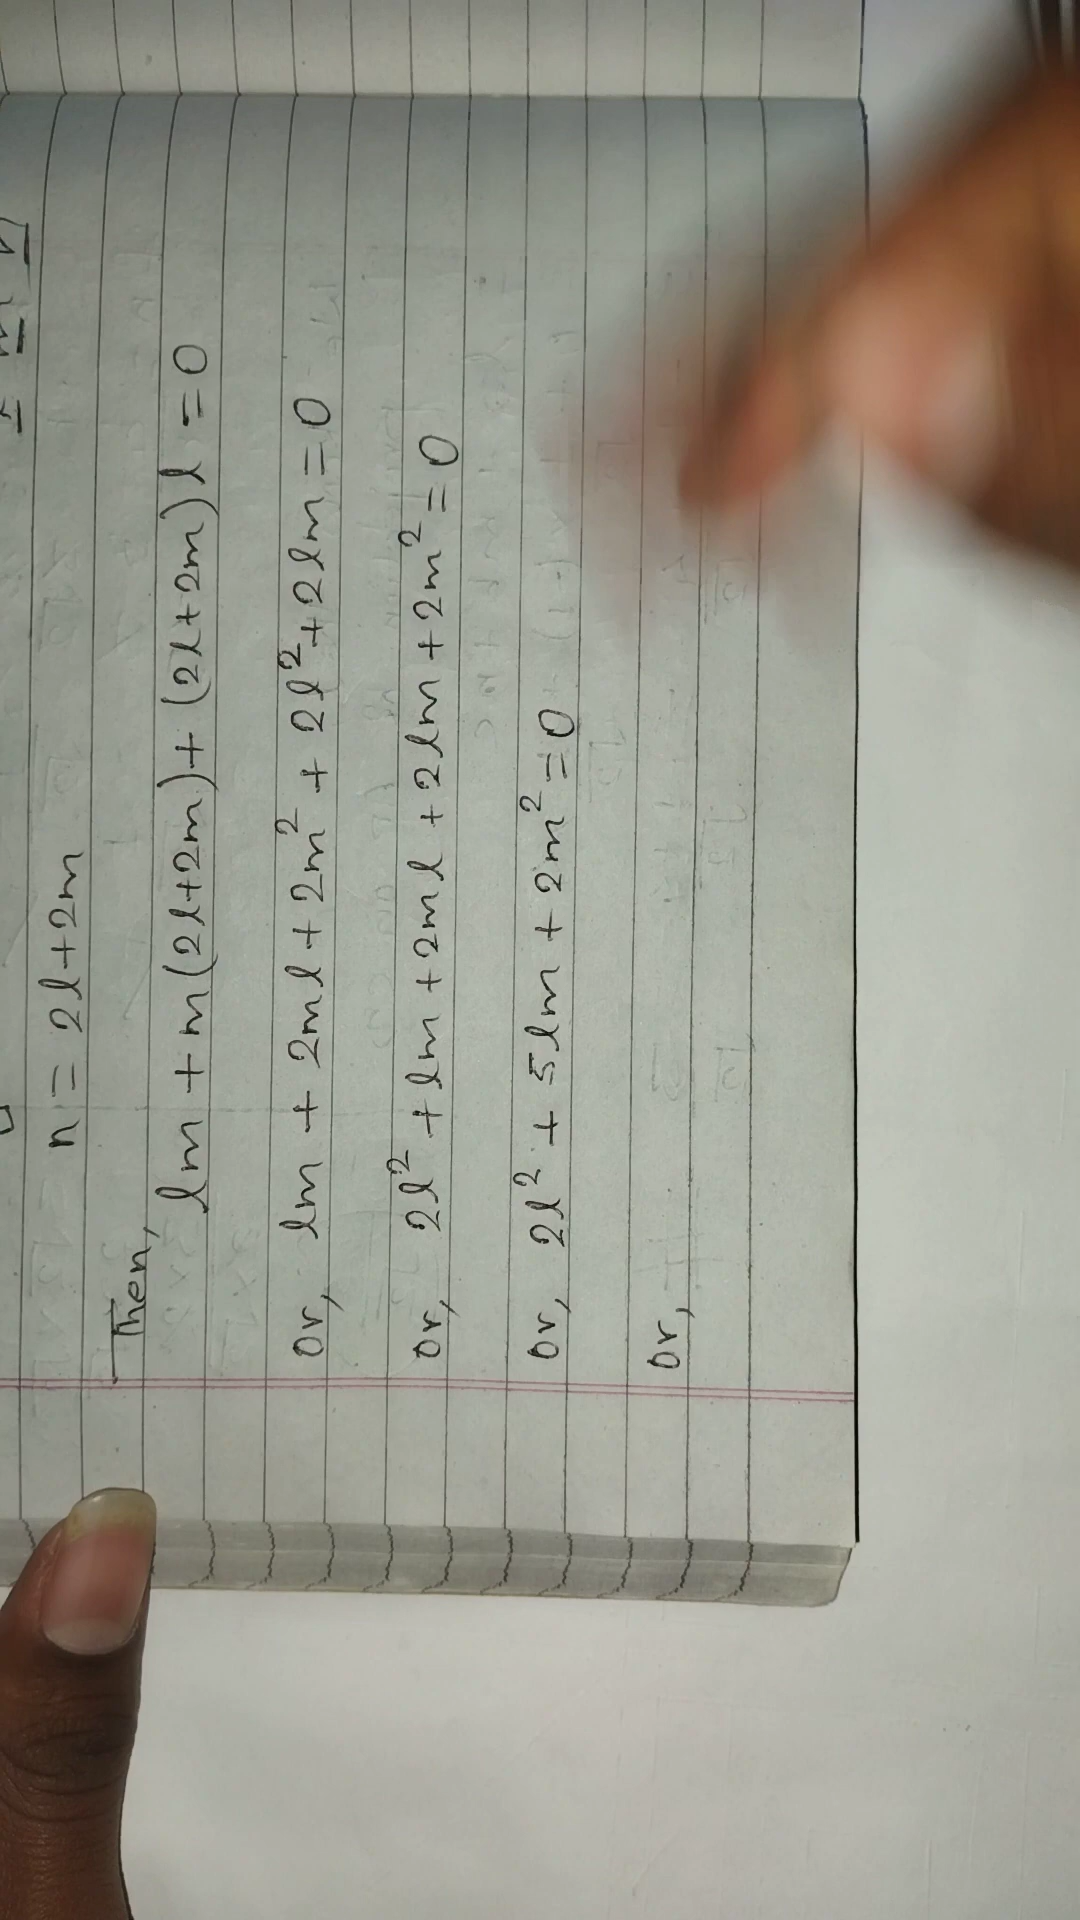 n = 2l+2m
Then,
lm + m(2l+2m) + (2l+2m)l = 0
or, lm + 2ml + 2m² + 2l² + 2lm = 0
or, 2l² + lm + 2ml + 2lm + 2m² = 0
or, 2l² + 5lm + 2m² = 0
or,